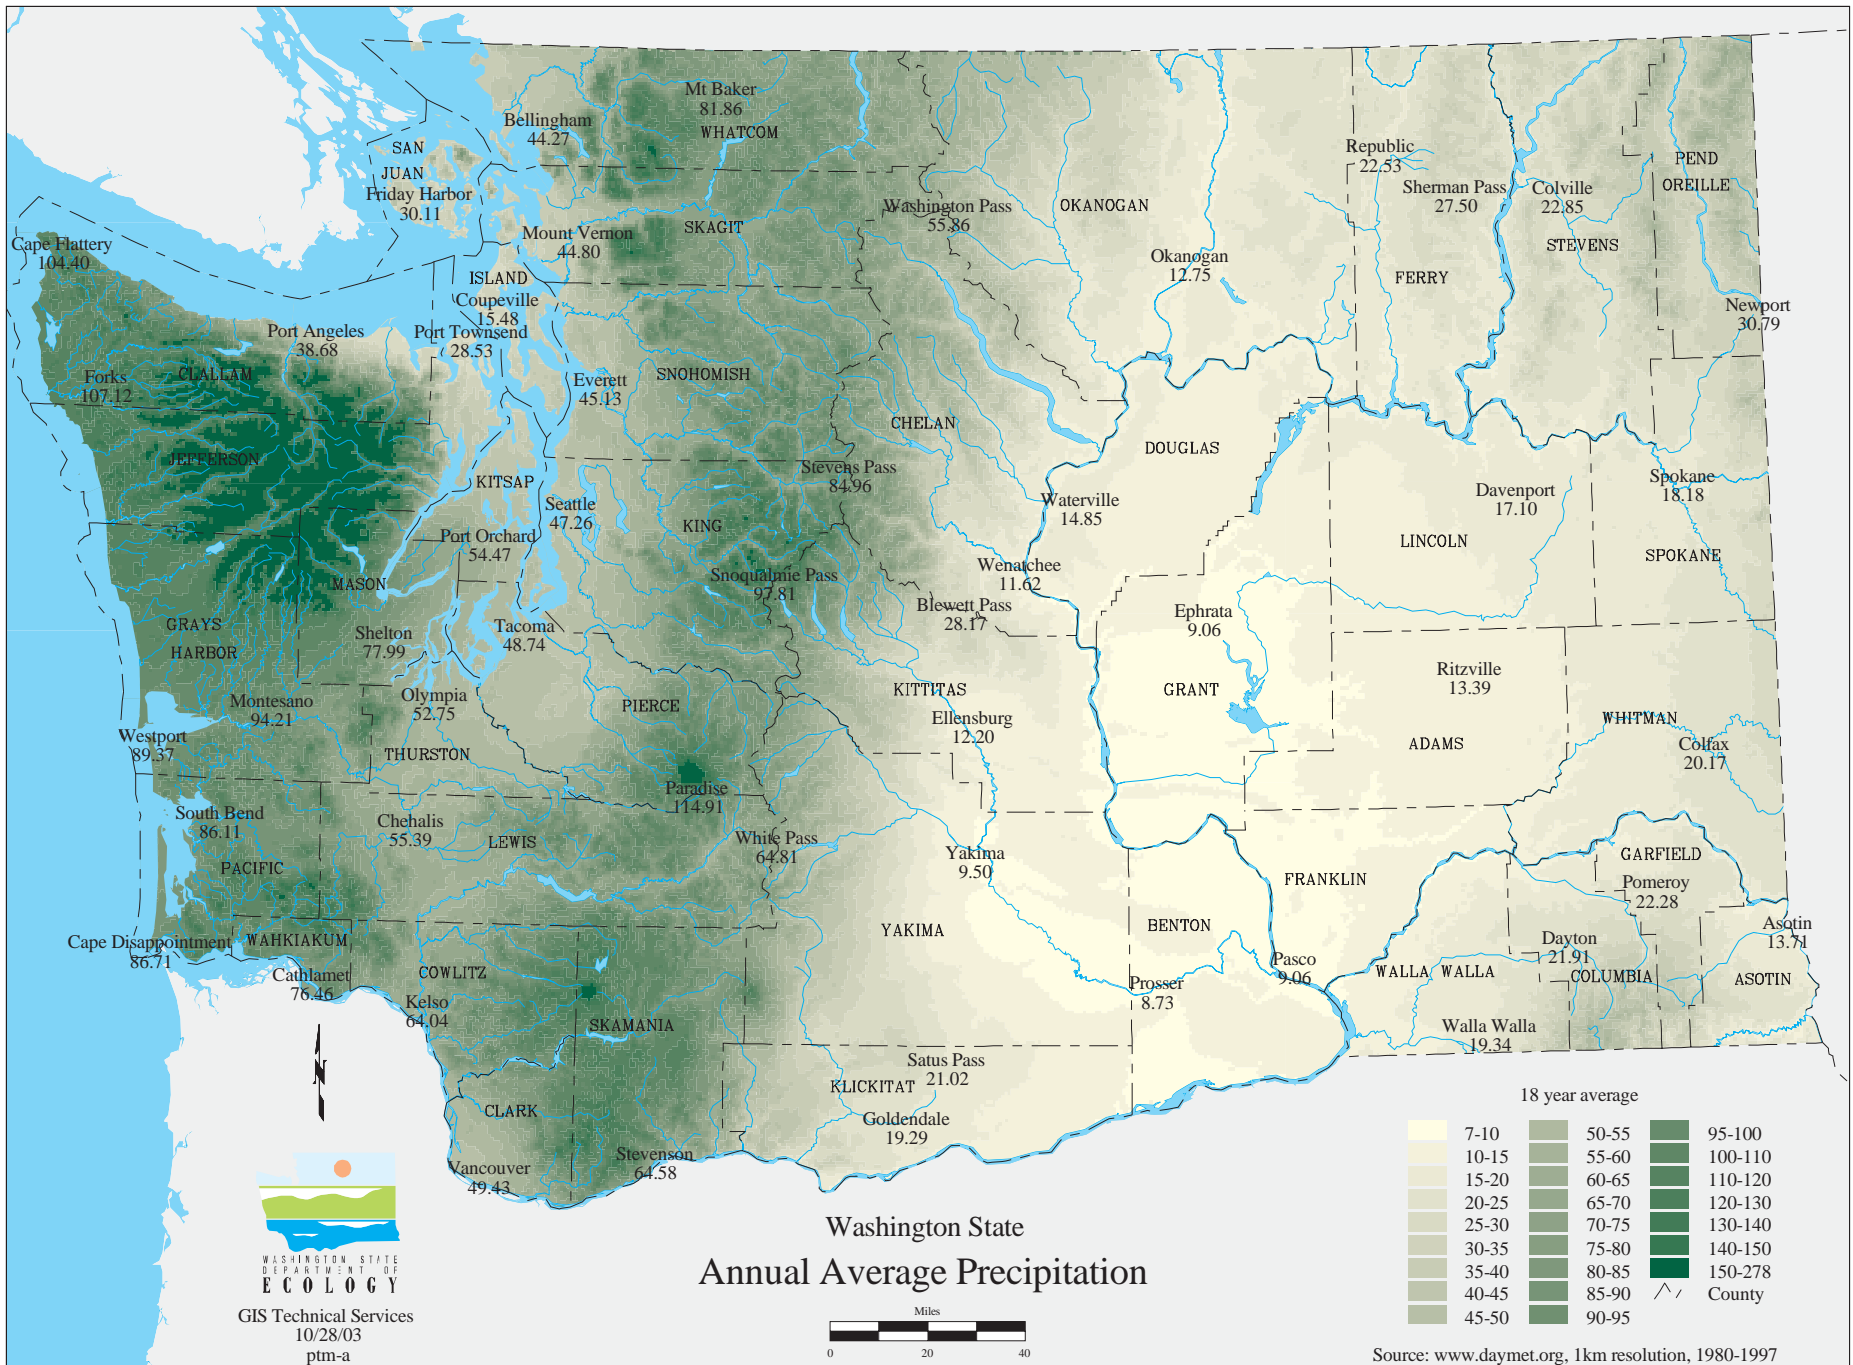 Mt Baker
81.86
WHATCOM
Bellingham
44.27
SAN
JUAN
Friday Harbor
30.11
Republic
22.53
PEND
OREILLE
Sherman Pass
27.50
Colville
22.85
STEVENS
Washington Pass
55.86
OKANOGAN
SKAGIT
Mount Vernon
44.80
Cape Flattery
104.40
Okanogan
12.75
FERRY
ISLAND
Coupeville
15.48
Newport
30.79
Port Angeles
38.68
Port Townsend
28.53
CLALLAM
Forks
107.12
Everett
45.13
SNOHOMISH
CHELAN
DOUGLAS
JEFFERSON
KITSAP
Stevens Pass
84.96
Spokane
18.18
Davenport
17.10
Waterville
14.85
Seattle
47.26
KING
Port Orchard
54.47
LINCOLN
SPOKANE
MASON
Snoqualmie Pass
97.81
Wenatchee
11.62
Blewett Pass
28.17
Ephrata
9.06
GRAYS
HARBOR
Shelton
77.99
Tacoma
48.74
Ritzville
13.39
KITTITAS
GRANT
Montesano
94.21
Olympia
52.75
PIERCE
Ellensburg
12.20
WHITMAN
Westport
89.37
THURSTON
ADAMS
Colfax
20.17
Paradise
114.91
South Bend
86.11
Chehalis
55.39
LEWIS
White Pass
64.81
Yakima
9.50
PACIFIC
GARFIELD
Pomeroy
22.28
FRANKLIN
YAKIMA
BENTON
Asotin
13.71
Cape Disappointment
86.71
WAHKIAKUM
Dayton
21.91
Cathlamet
76.46
COWLITZ
Pasco
9.06
WALLA WALLA
COLUMBIA
ASOTIN
Prosser
8.73
Kelso
64.04
SKAMANIA
Walla Walla
19.34
Satus Pass
21.02
KLICKITAT
Goldendale
19.29
CLARK
Stevenson
64.58
Vancouver
49.43
N
18 year average
7-10
10-15
15-20
20-25
25-30
30-35
35-40
40-45
45-50
50-55
55-60
60-65
65-70
70-75
75-80
80-85
85-90
90-95
95-100
100-110
110-120
120-130
130-140
140-150
150-278
County
WASHINGTON STATE
DEPARTMENT OF
ECOLOGY
GIS Technical Services
10/28/03
ptm-a
Washington State
Annual Average Precipitation
Miles
0 20 40
Source: www.daymet.org, 1km resolution, 1980-1997